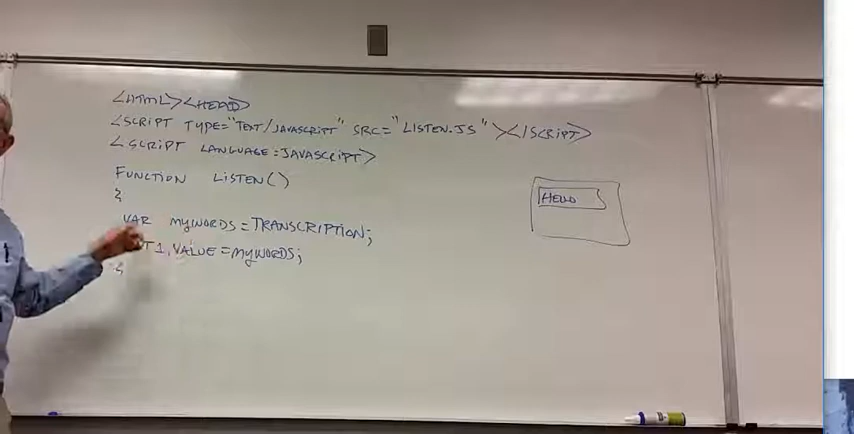 <HTML><HEAD>
<SCRIPT TYPE="TEXT/JAVASCRIPT" SRC="LISTEN.JS"></SCRIPT>
<SCRIPT LANGUAGE=JAVASCRIPT>
FUNCTION LISTEN()
{
VAR MYWORDS=TRANSCRIPTION;
T1.VALUE=MYWORDS;
HELLO